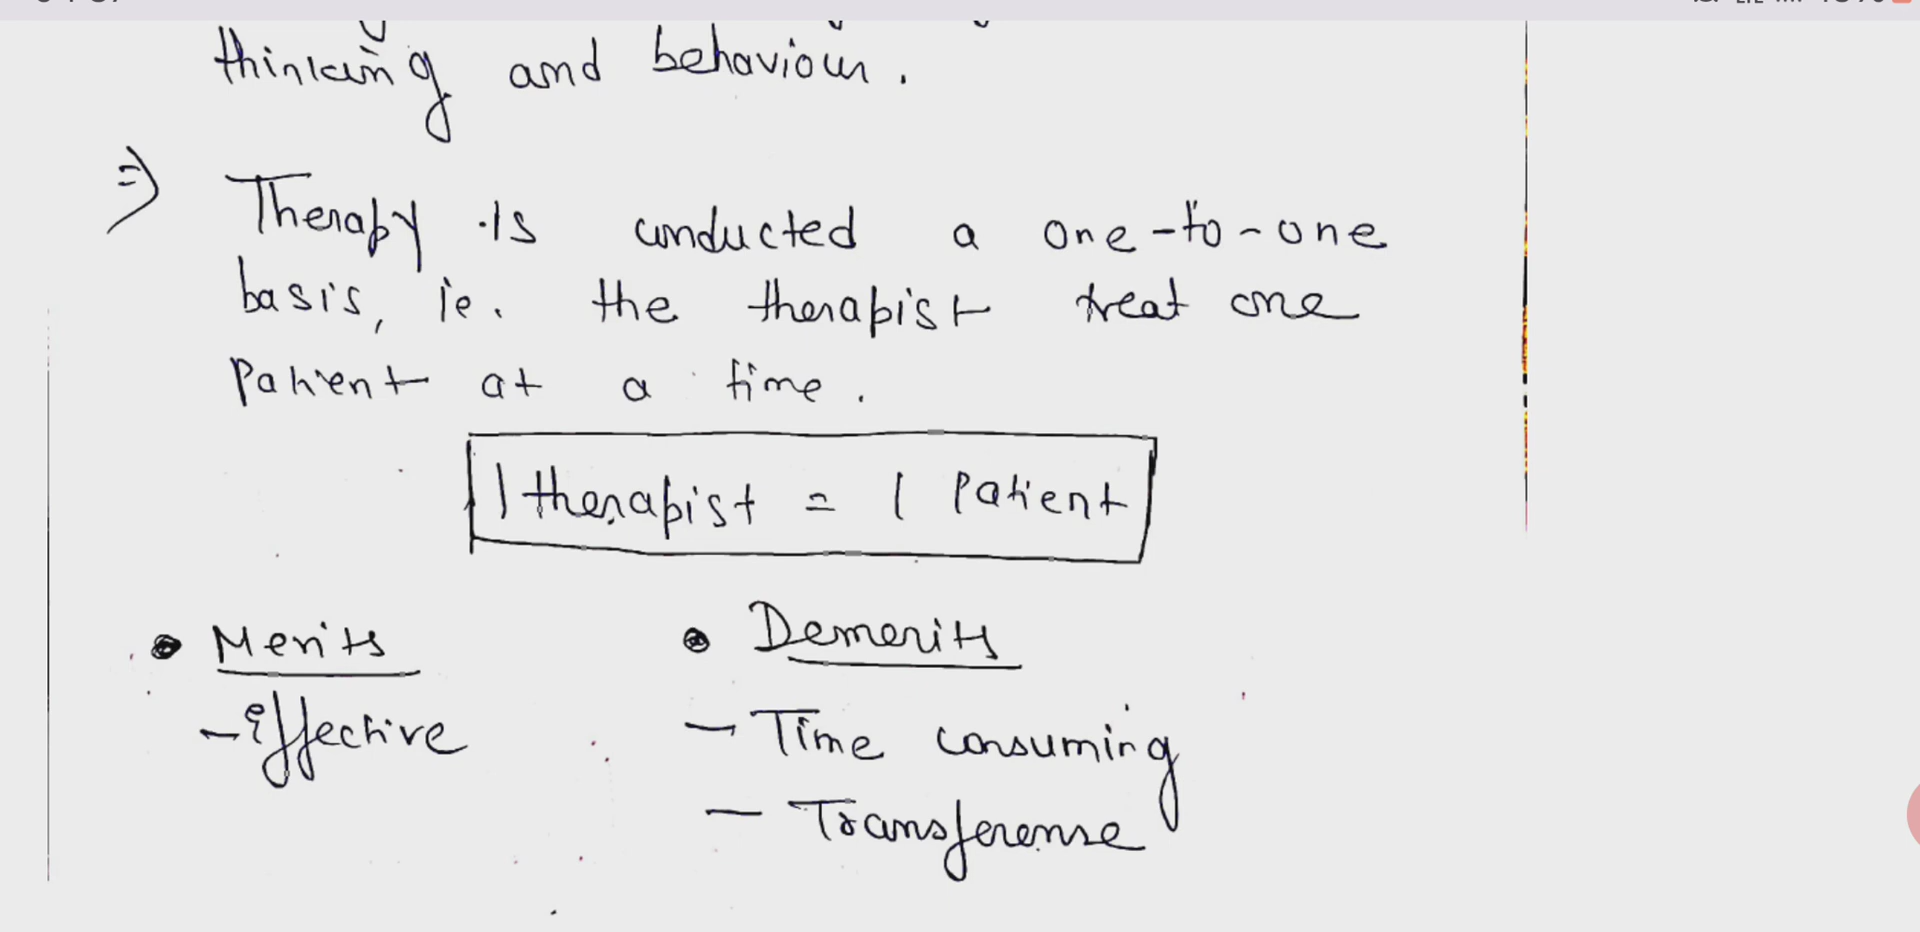 thinking and behaviour.
=> Therapy is conducted a one-to-one
basis, ie. the therapist treat one
Patient at a time.
1 therapist = 1 Patient
• Merits
• Demerits
- Effective
- Time consuming
- Transferense